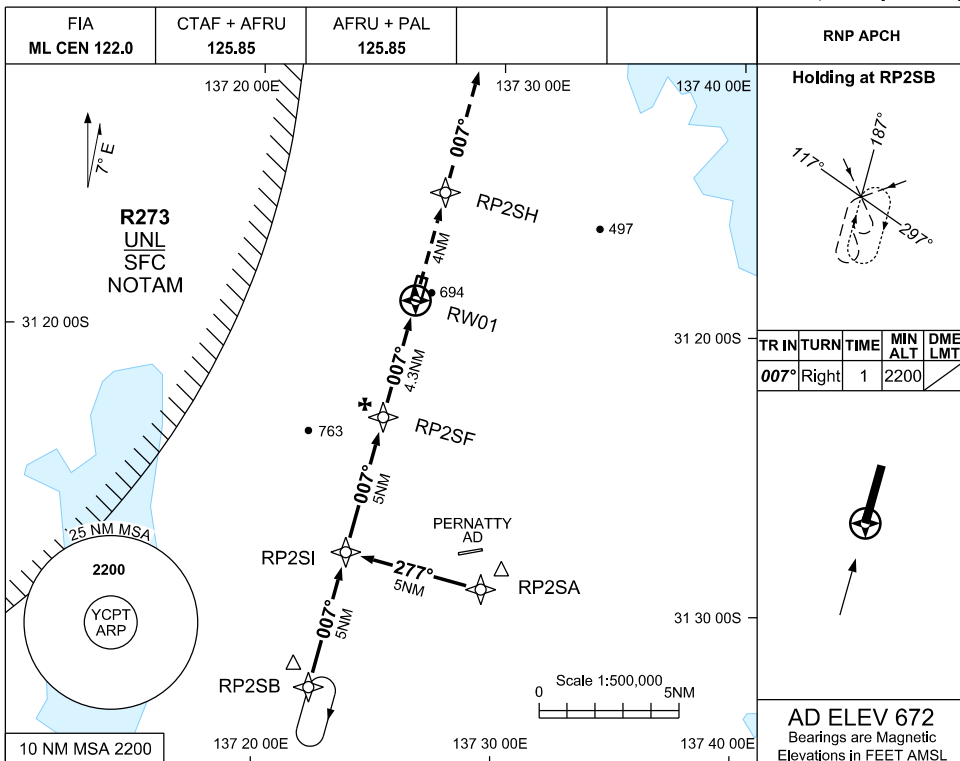 FIA
ML CEN 122.0
CTAF + AFRU
125.85
AFRU + PAL
125.85
RNP APCH
137 20 00E
137 30 00E
137 40 00E
7° E
R273
UNL
SFC
NOTAM
007°
RP2SH
497
4NM
694
RW01
31 20 00S
31 20 00S
007°
4.3NM
RP2SF
763
007°
5NM
PERNATTY
AD
RP2SI
277°
5NM
RP2SA
25 NM MSA
2200
YCPT
ARP
007°
5NM
31 30 00S
RP2SB
Scale 1:500,000
0
5NM
10 NM MSA 2200
137 20 00E
137 30 00E
137 40 00E
Holding at RP2SB
187°
117°
297°
TR IN TURN TIME MIN ALT DME LMT
007° Right 1 2200
AD ELEV 672
Bearings are Magnetic
Elevations in FEET AMSL